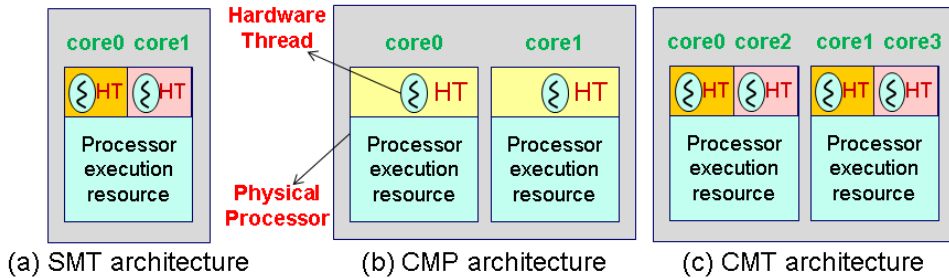 core0 core1
HT HT
Processor
execution
resource
(a) SMT architecture
Hardware
Thread
Physical
Processor
core0 core1
HT HT
Processor Processor
execution execution
resource resource
(b) CMP architecture
core0 core2 core1 core3
HT HT HT HT
Processor Processor
execution execution
resource resource
(c) CMT architecture